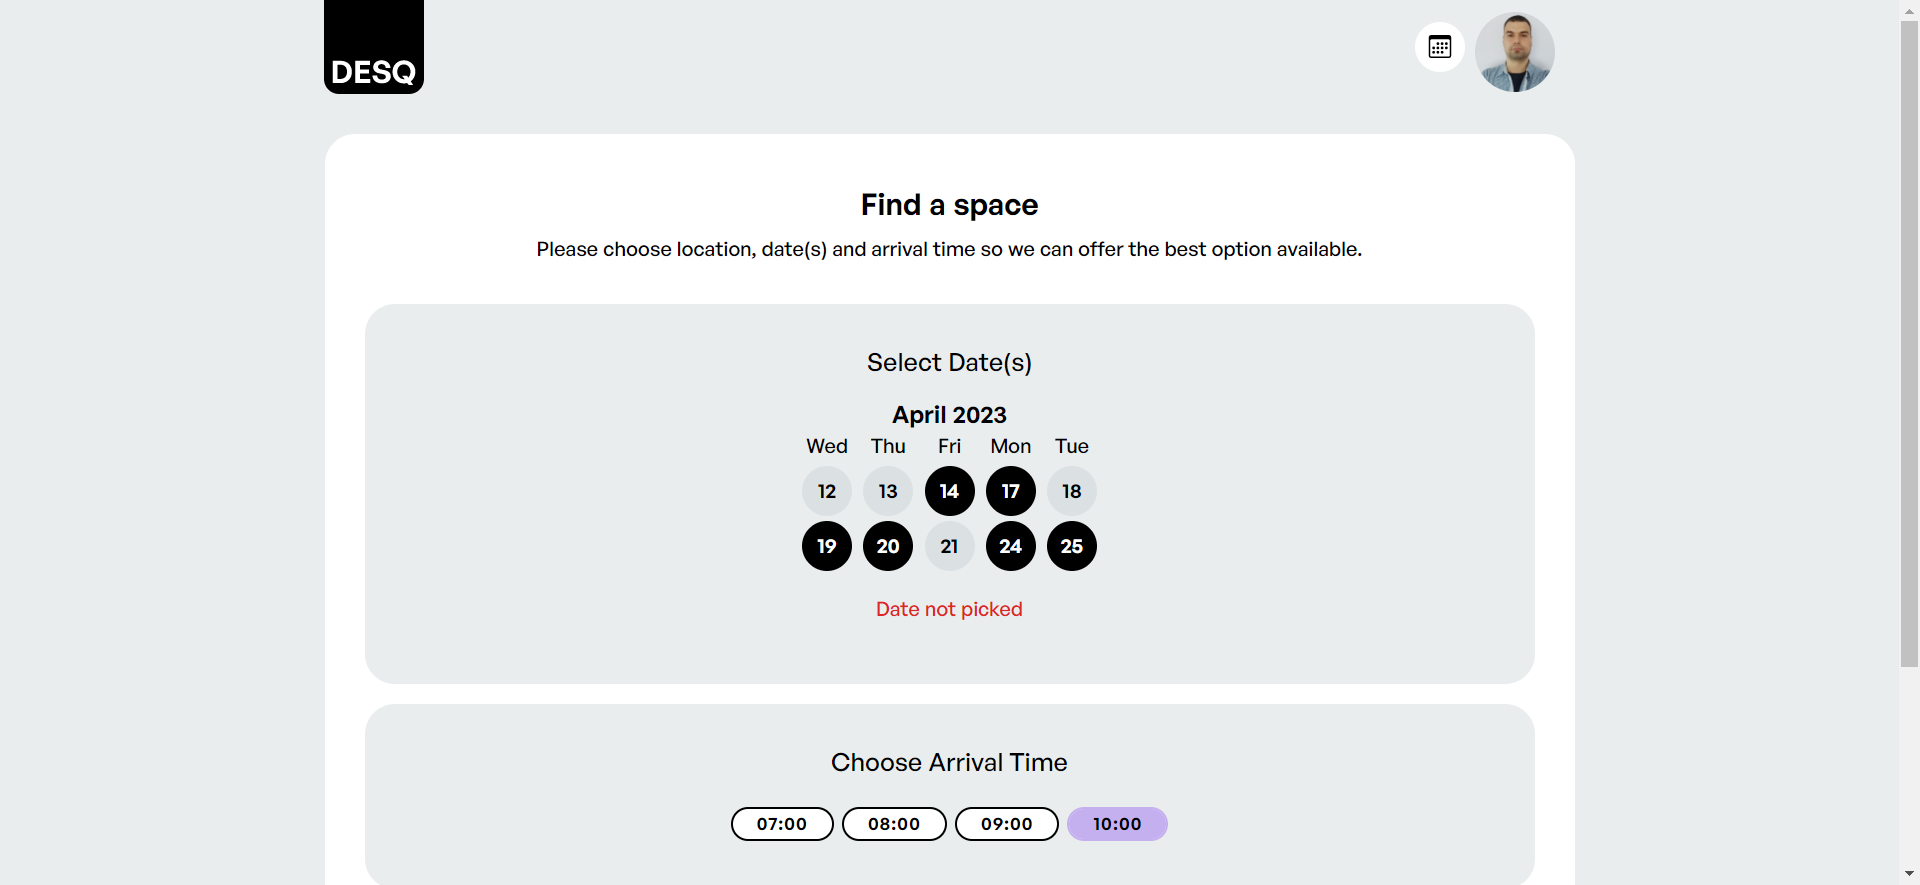 DESQ
Find a space
Please choose location, date(s) and arrival time so we can offer the best option available.
Select Date(s)
April 2023
Wed Thu Fri Mon Tue
12 13 14 17 18
19 20 21 24 25
Date not picked
Choose Arrival Time
07:00 08:00 09:00 10:00